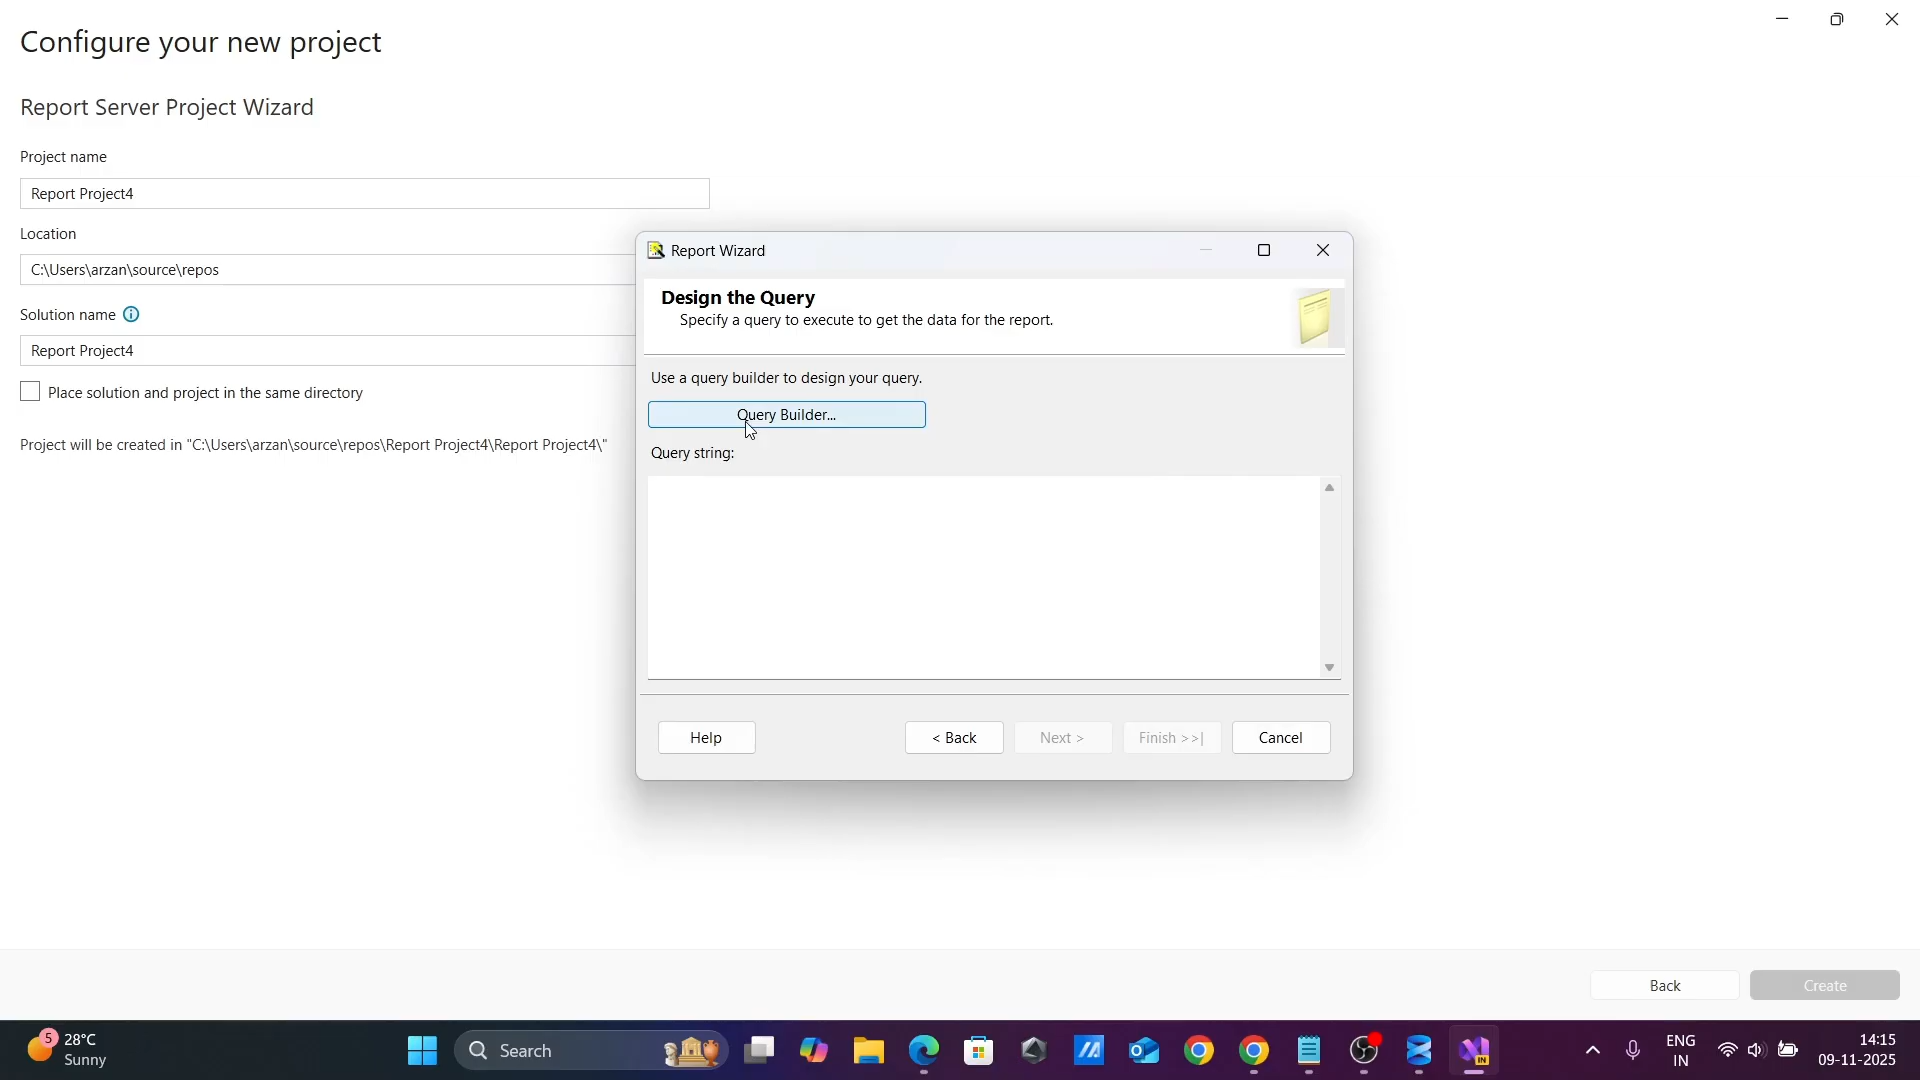 Configure your new project
Report Server Project Wizard
Project name
Report Project4
Location
C:\Users\arzan\source\repos
Solution name
Report Project4
Place solution and project in the same directory
Project will be created in "C:\Users\arzan\source\repos\Report Project4\Report Project4\"
Report Wizard
Design the Query
Specify a query to execute to get the data for the report.
Use a query builder to design your query.
Query Builder...
Query string:
Help
< Back
Next >
Finish >>|
Cancel
Back
Create
5
28°C
Sunny
Search
IN
ENG
IN
14:15
09-11-2025